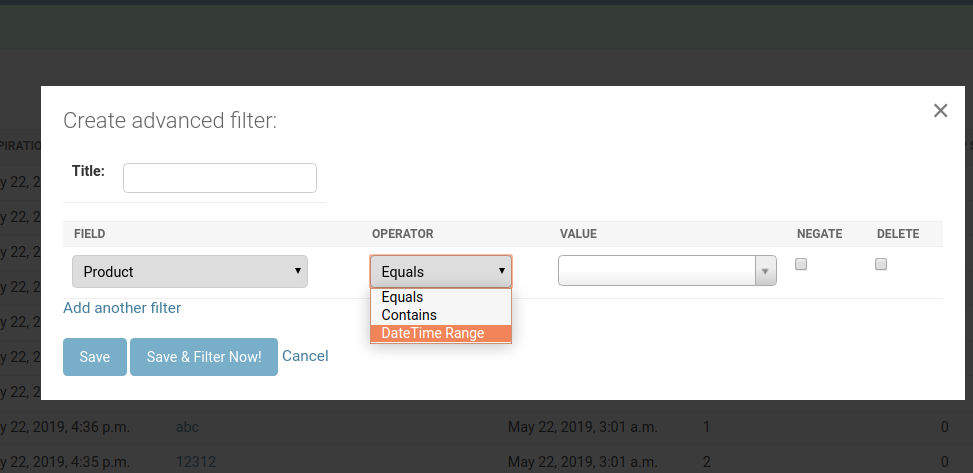 Create advanced filter:
×
PIRATIO
Title:
y 22, 2
y 22, 2
FIELD OPERATOR VALUE NEGATE DELETE
y 22, 2
Product Equals
y 22, 2
Equals
Add another filter
Contains
y 22, 2
DateTime Range
Save Save & Filter Now! Cancel
y 22, 2
y 22, 2
y 22, 2019, 4:36 p.m. abc May 22, 2019, 3:01 a.m. 1 0
y 22, 2019, 4:35 p.m. 12312 May 22, 2019, 3:01 a.m. 2 0